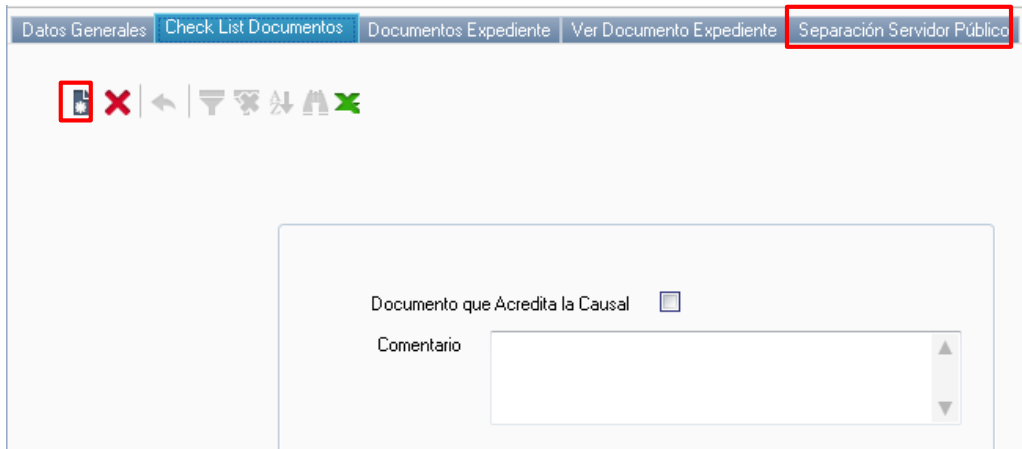 Datos Generales Check List Documentos Documentos Expediente Ver Documento Expediente Separación Servidor Público
Documento que Acredita la Causal
Comentario